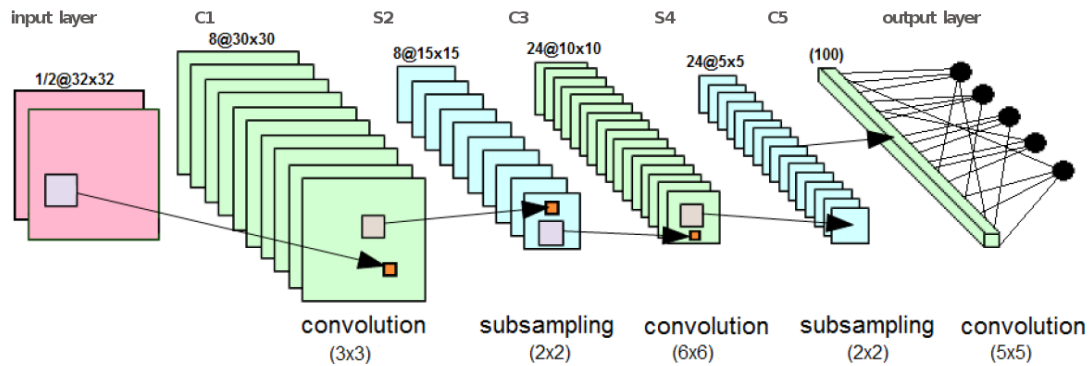 input layer C1 S2 C3 S4 C5 output layer
8@30x30
1/2@32x32
8@15x15
24@10x10
24@5x5
(100)
convolution subsampling convolution subsampling convolution
(3x3) (2x2) (6x6) (2x2) (5x5)